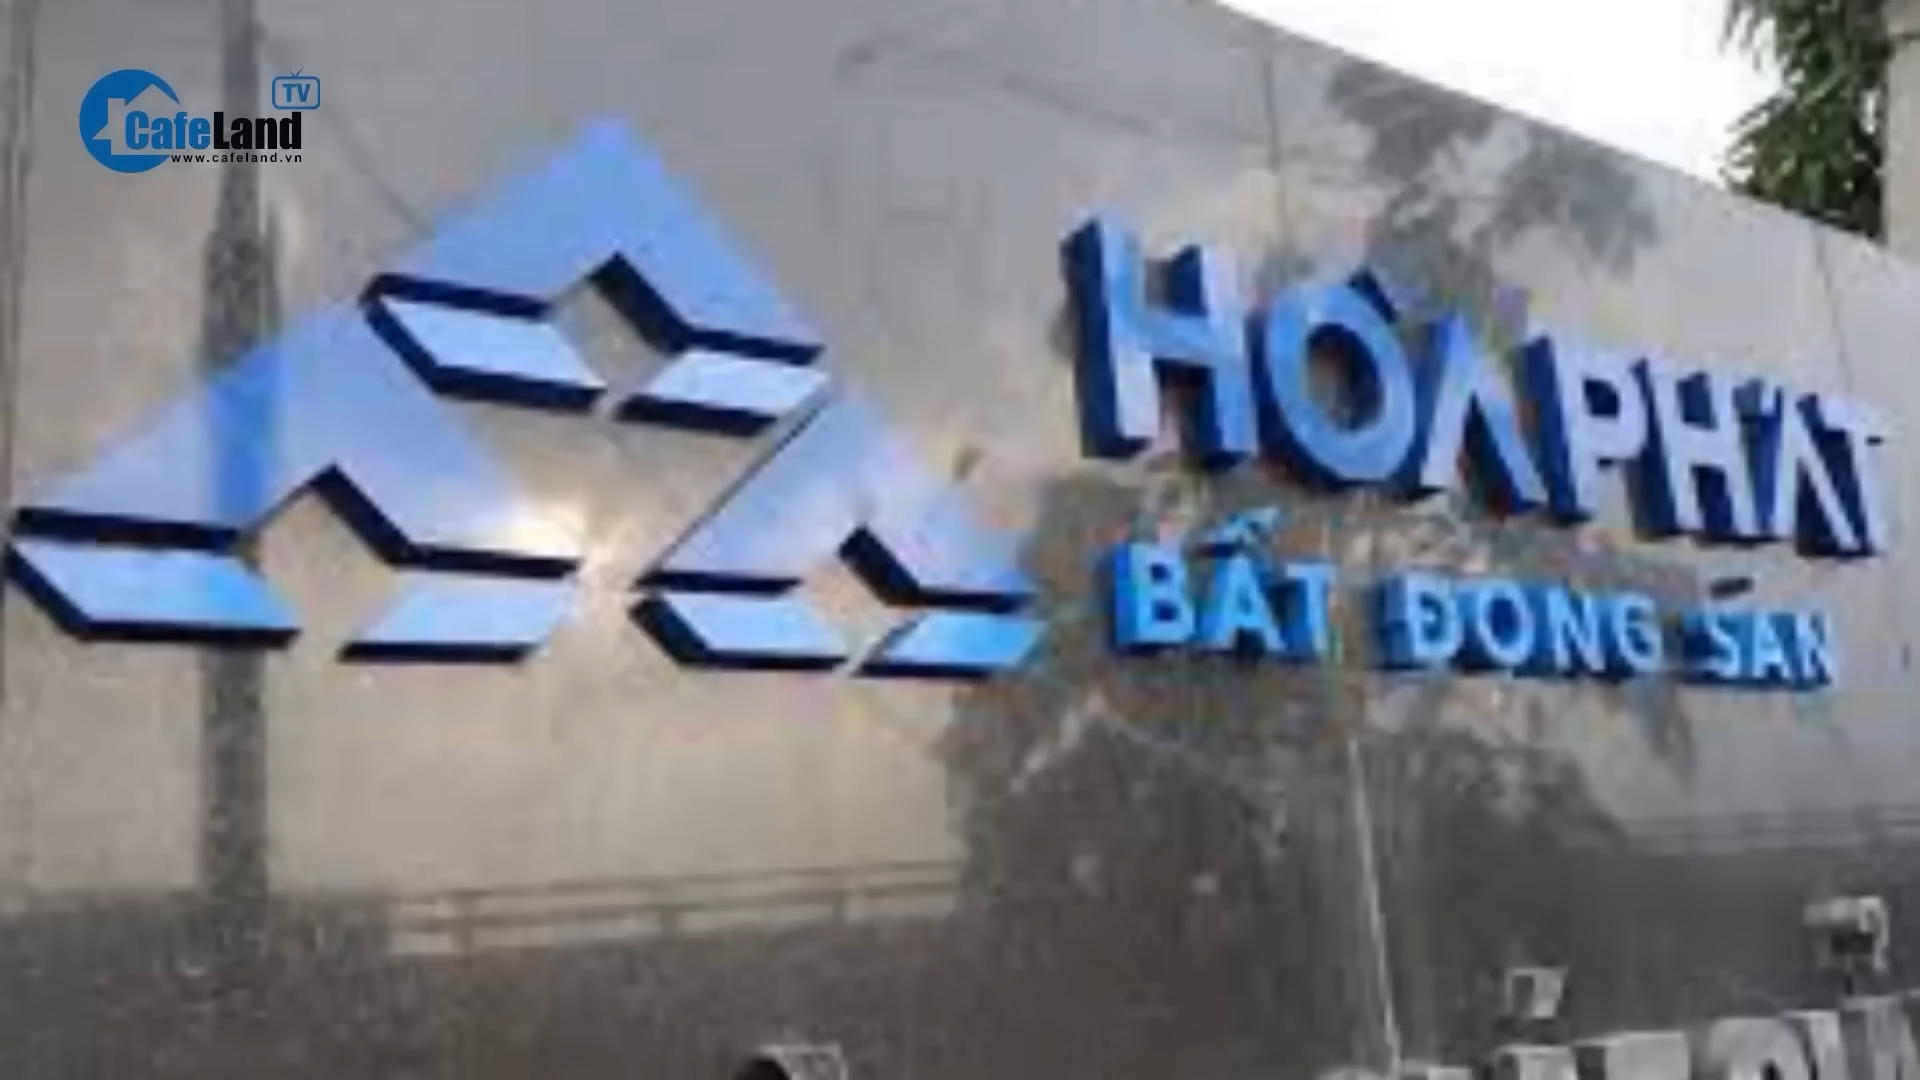 TV
CafeLand
www.cafeland.vn
HÒA PHÁT
BẤT ĐỘNG SẢN